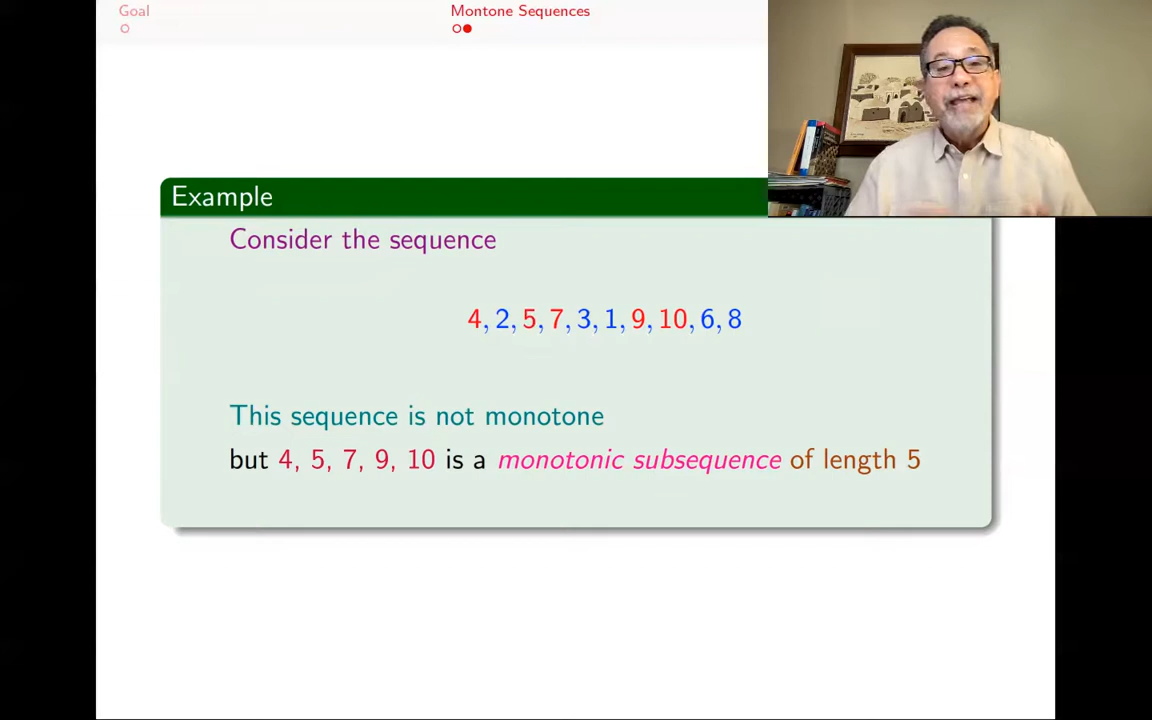 Goal
Montone Sequences
Example
Consider the sequence
4, 2, 5, 7, 3, 1, 9, 10, 6, 8
This sequence is not monotone
but 4, 5, 7, 9, 10 is a monotonic subsequence of length 5